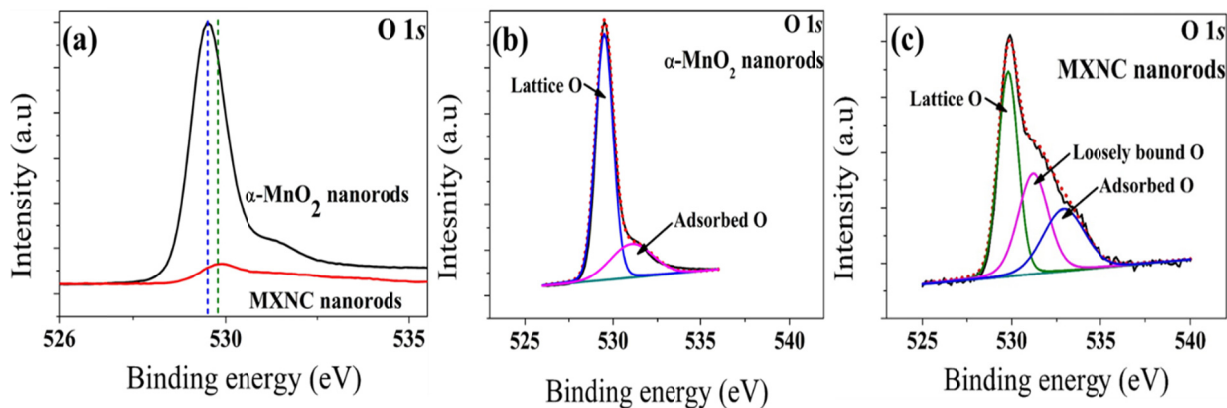 (a)
O 1s
α-MnO2 nanorods
MXNC nanorods
Intensity (a.u)
526
530
535
Binding energy (eV)
(b)
O 1s
α-MnO2 nanorods
Lattice O
Adsorbed O
Intesnity (a.u)
525
530
535
540
Binding energy (eV)
(c)
O 1s
MXNC nanorods
Lattice O
Loosely bound O
Adsorbed O
Intensity (a.u)
525
530
535
540
Binding energy (eV)